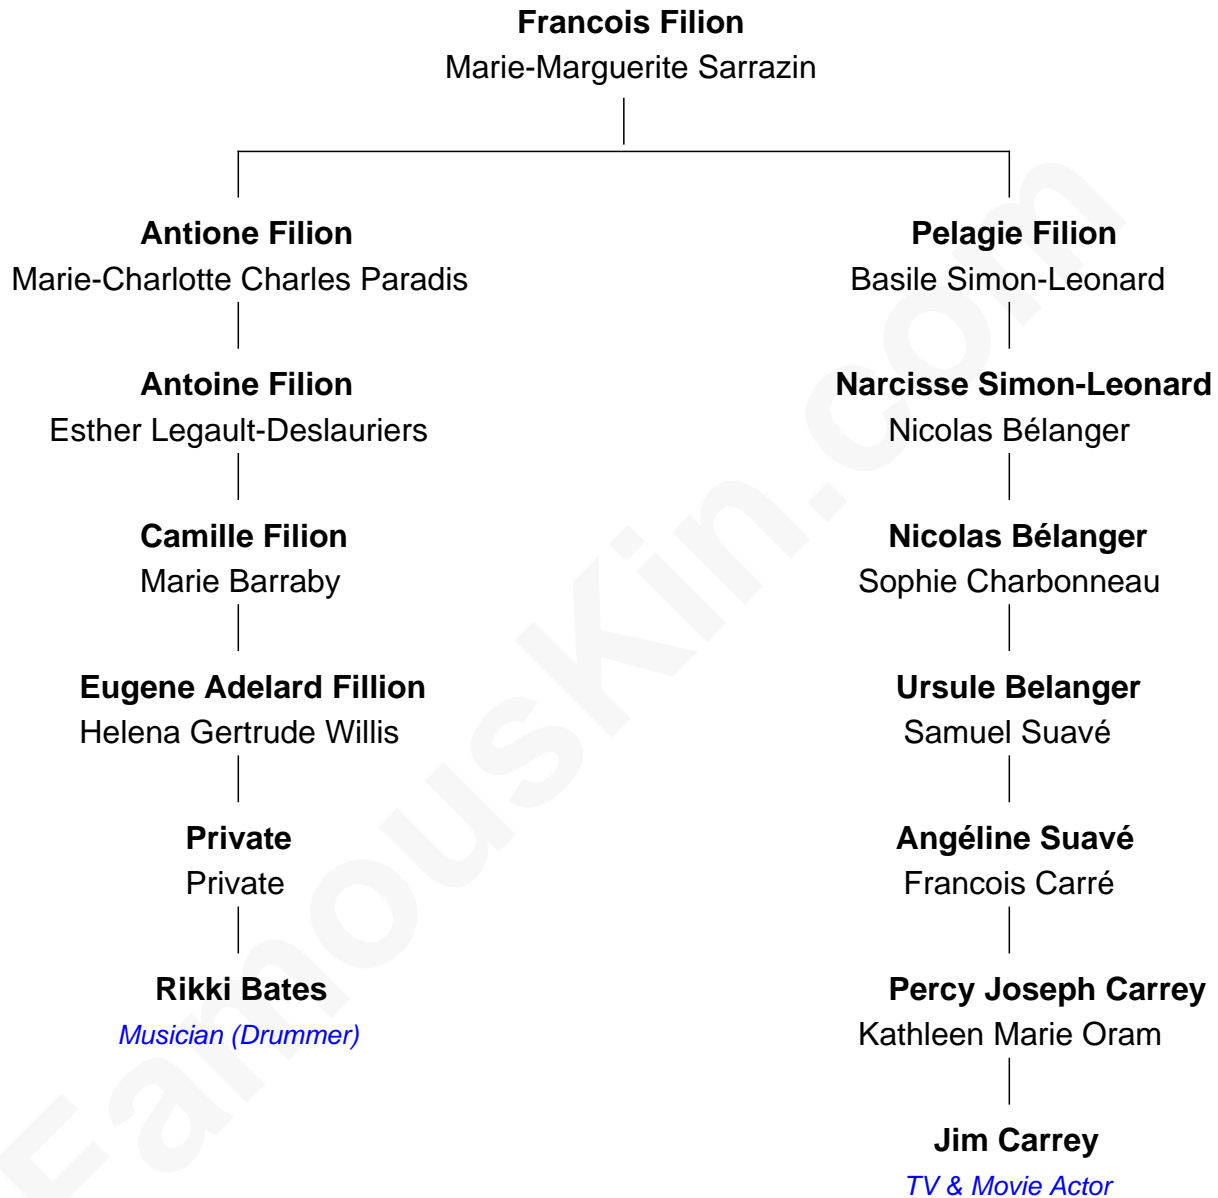 Francois Filion
Marie-Marguerite Sarrazin
Antione Filion
Marie-Charlotte Charles Paradis
Pelagie Filion
Basile Simon-Leonard
Antoine Filion
Esther Legault-Deslauriers
Narcisse Simon-Leonard
Nicolas Bélanger
Camille Filion
Marie Barraby
Nicolas Bélanger
Sophie Charbonneau
Eugene Adelard Fillion
Helena Gertrude Willis
Ursule Belanger
Samuel Suavé
Private
Private
Angéline Suavé
Francois Carré
Rikki Bates
Musician (Drummer)
Percy Joseph Carrey
Kathleen Marie Oram
Jim Carrey
TV & Movie Actor
FamousKin.com